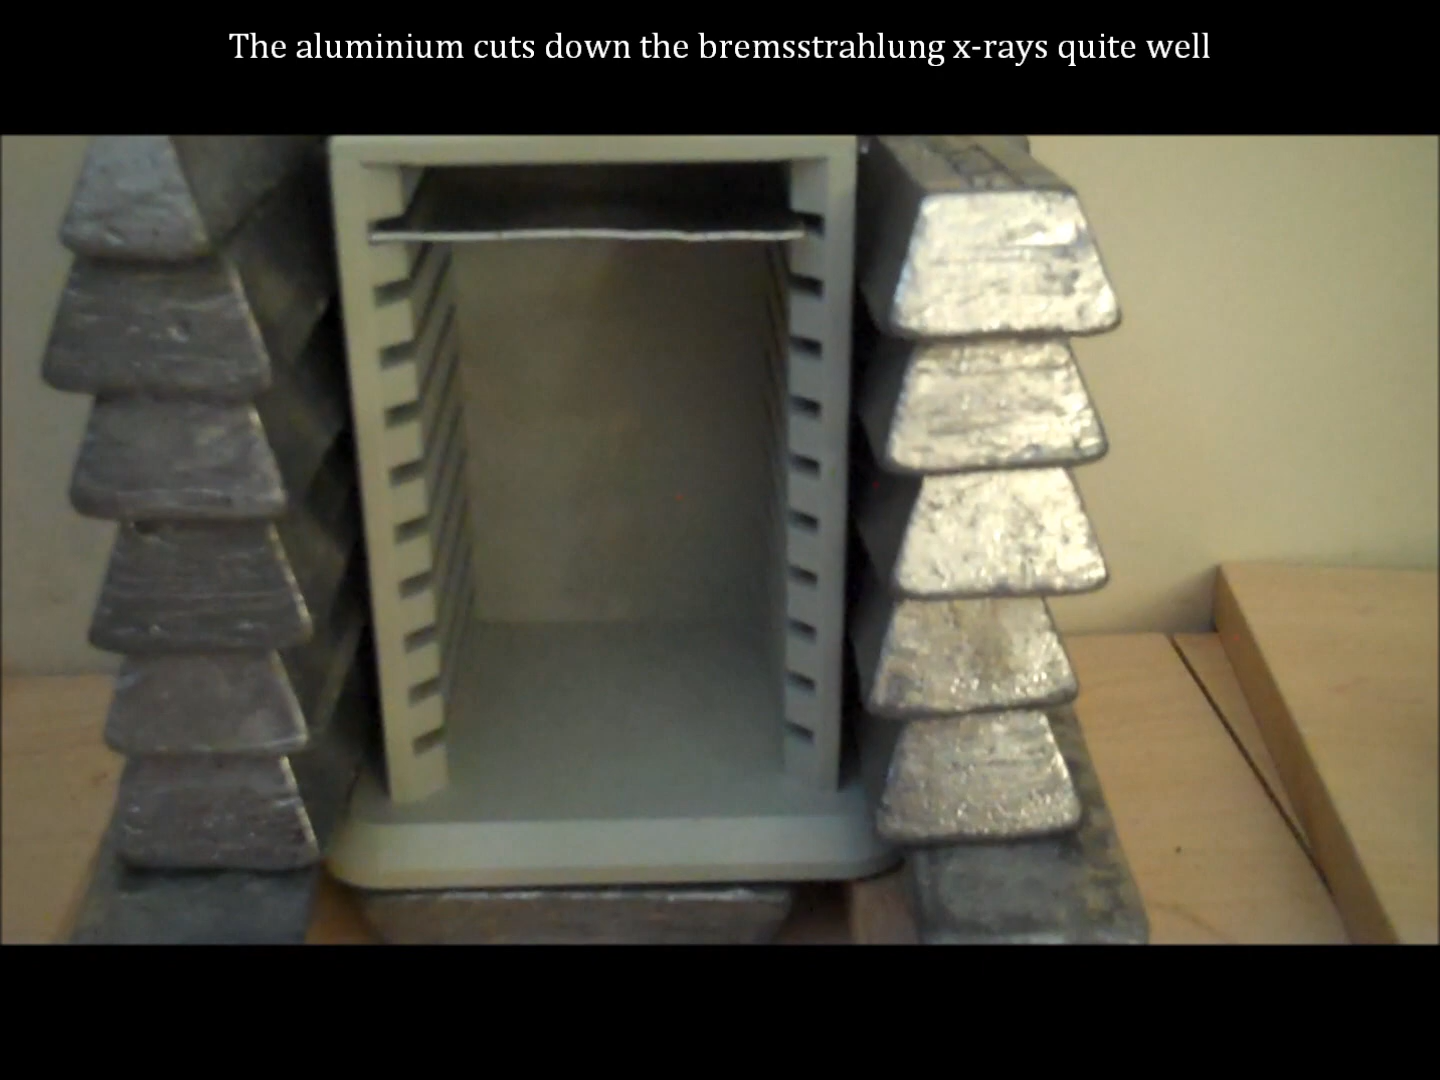 The aluminium cuts down the bremsstrahlung x-rays quite well